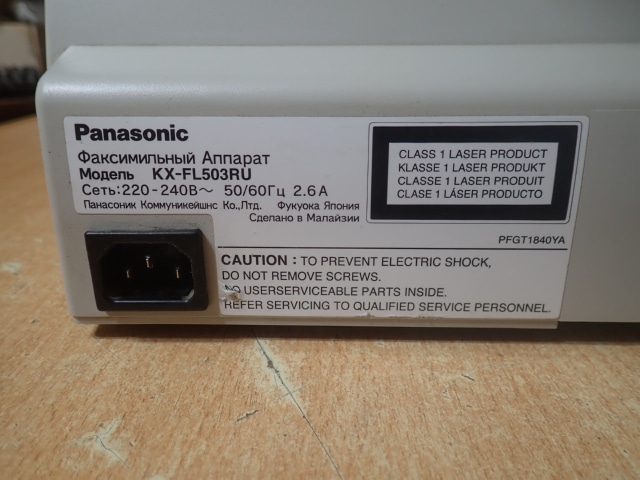 Panasonic
Факсимильный Аппарат
Модель KX-FL503RU
Сеть:220-240В~ 50/60Гц 2.6А
Панасоник Коммуникейшнс Ко.,Лтд. Фукуока Япония
Сделано в Малайзии
CLASS 1 LASER PRODUCT
KLASSE 1 LASER PRODUKT
CLASSE 1 LASER PRODUIT
CLASE 1 LÁSER PRODUCTO
PFGT1840YA
CAUTION : TO PREVENT ELECTRIC SHOCK,
DO NOT REMOVE SCREWS.
NO USERSERVICEABLE PARTS INSIDE.
REFER SERVICING TO QUALIFIED SERVICE PERSONNEL.